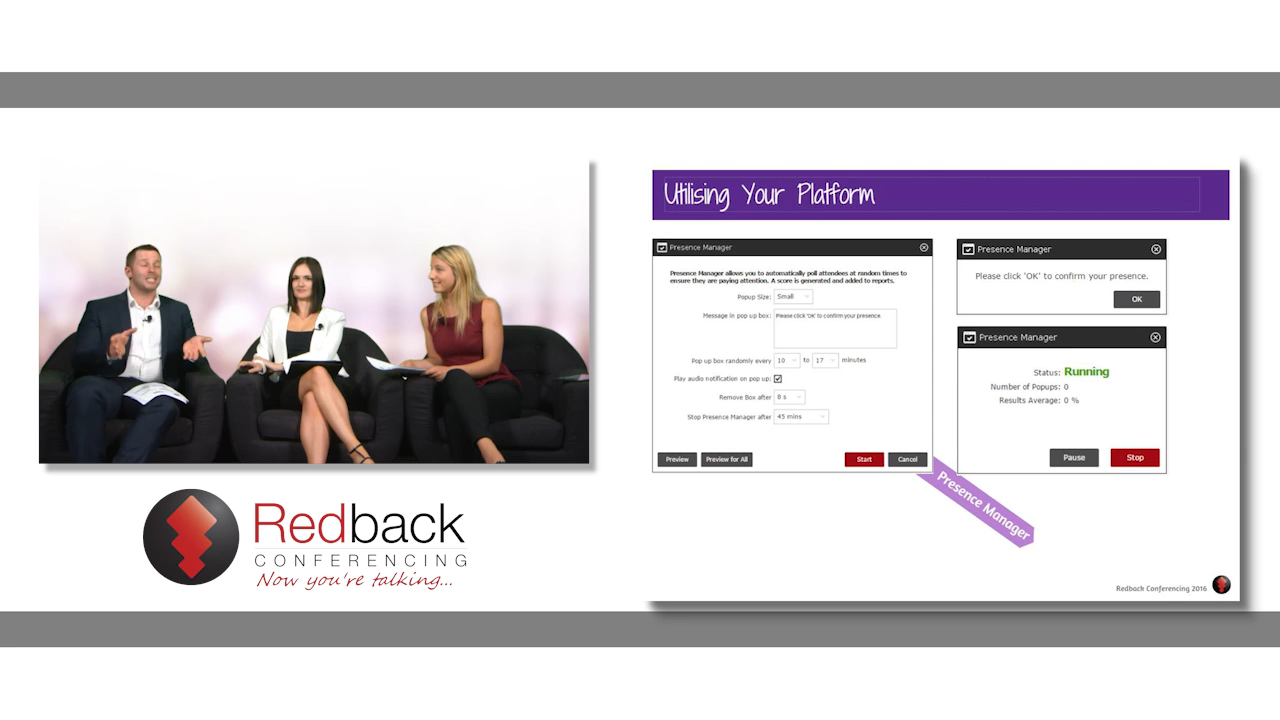 Redback
CONFERENCING
Now you're talking...
Utilising Your Platform
Presence Manager
Presence Manager allows you to automatically poll attendees at random times to
ensure they are paying attention. A score is generated and added to reports.
Popup Size: Small
Message in pop up box: Please click 'OK' to confirm your presence.
Pop up box randomly every 10 to 17 minutes
Play audio notification on pop up:
Remove Box after 8 s
Stop Presence Manager after 45 mins
Preview Preview for All Start Cancel
Presence Manager
Please click 'OK' to confirm your presence.
OK
Presence Manager
Status: Running
Number of Popups: 0
Results Average: 0 %
Pause Stop
Presence Manager
Redback Conferencing 2016